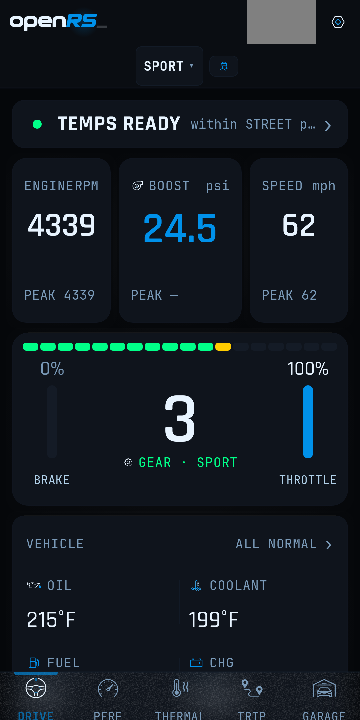 openRS_
SPORT ▾
TEMPS READY within STREET p… ›
ENGINERPM BOOST psi SPEED mph
4339 24.5 62
PEAK 4339 PEAK — PEAK 62
0% 100%
3
GEAR · SPORT
BRAKE THROTTLE
VEHICLE ALL NORMAL ›
OIL COOLANT
215°F 199°F
FUEL CHG
DRIVE PERF THERMAL TRIP GARAGE